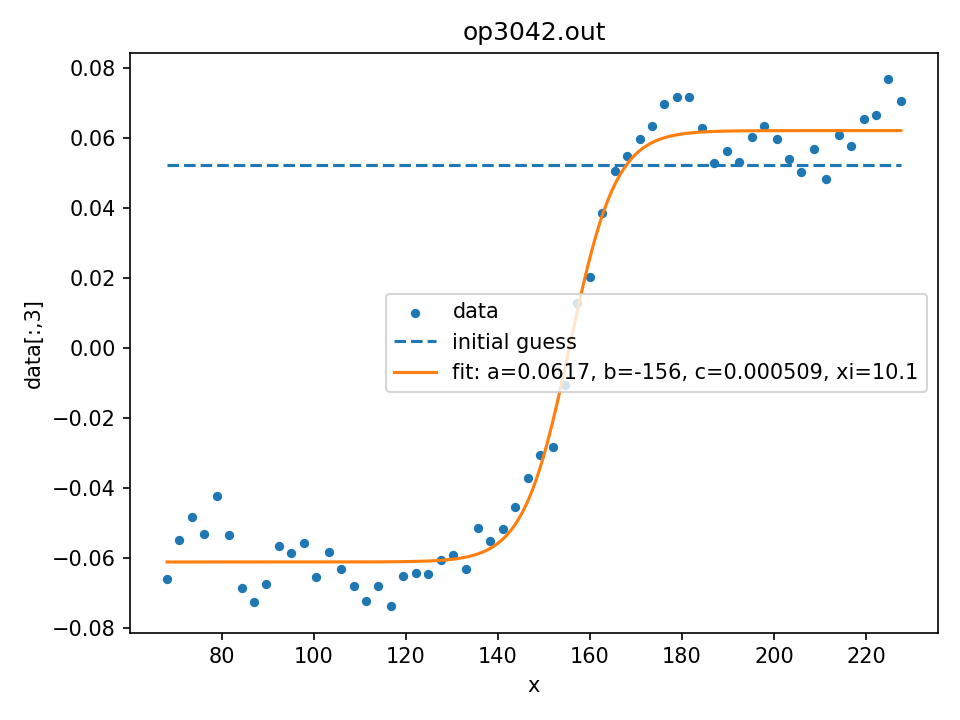 op3042.out
data[:,3]
0.08
0.06
0.04
0.02
0.00
−0.02
−0.04
−0.06
−0.08
data
initial guess
fit: a=0.0617, b=-156, c=0.000509, xi=10.1
80 100 120 140 160 180 200 220
x